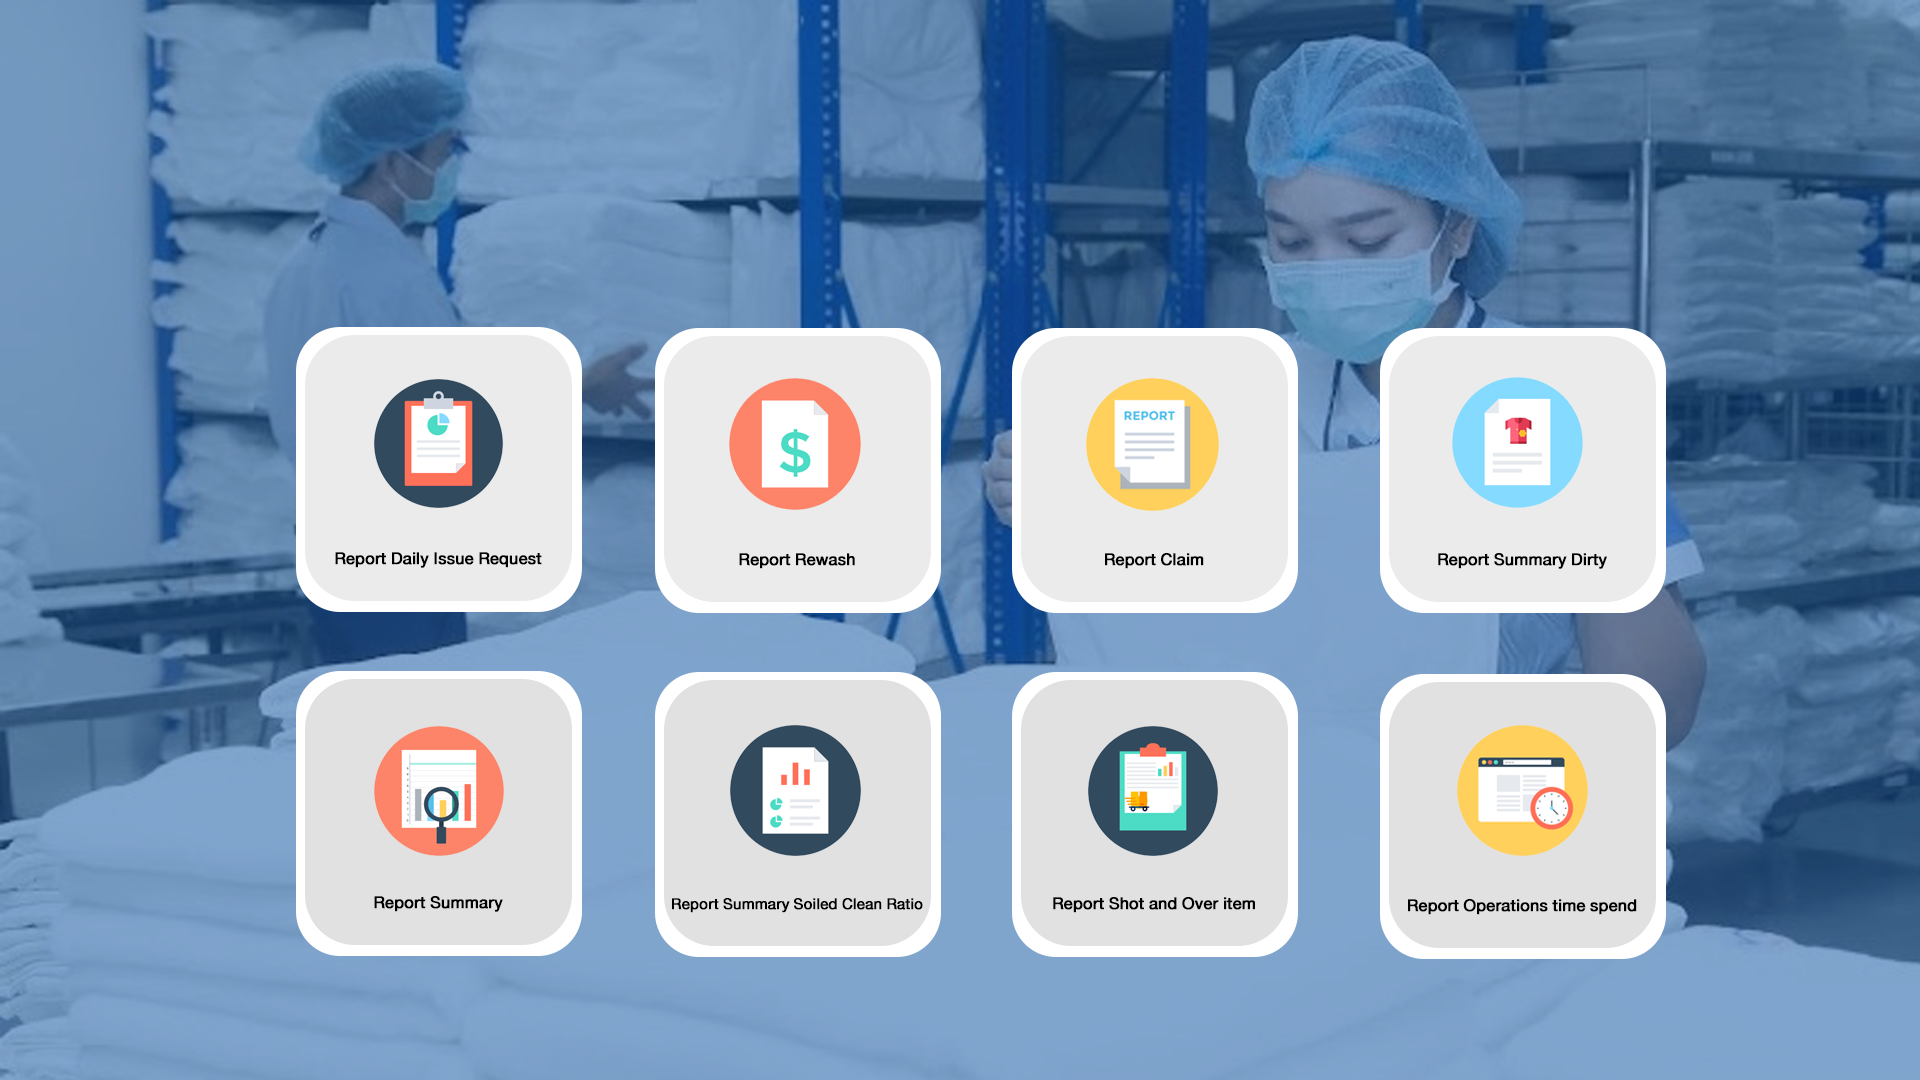 REPORT
Report Daily Issue Request
Report Rewash
Report Claim
Report Summary Dirty
Report Summary
Report Summary Soiled Clean Ratio
Report Shot and Over item
Report Operations time spend